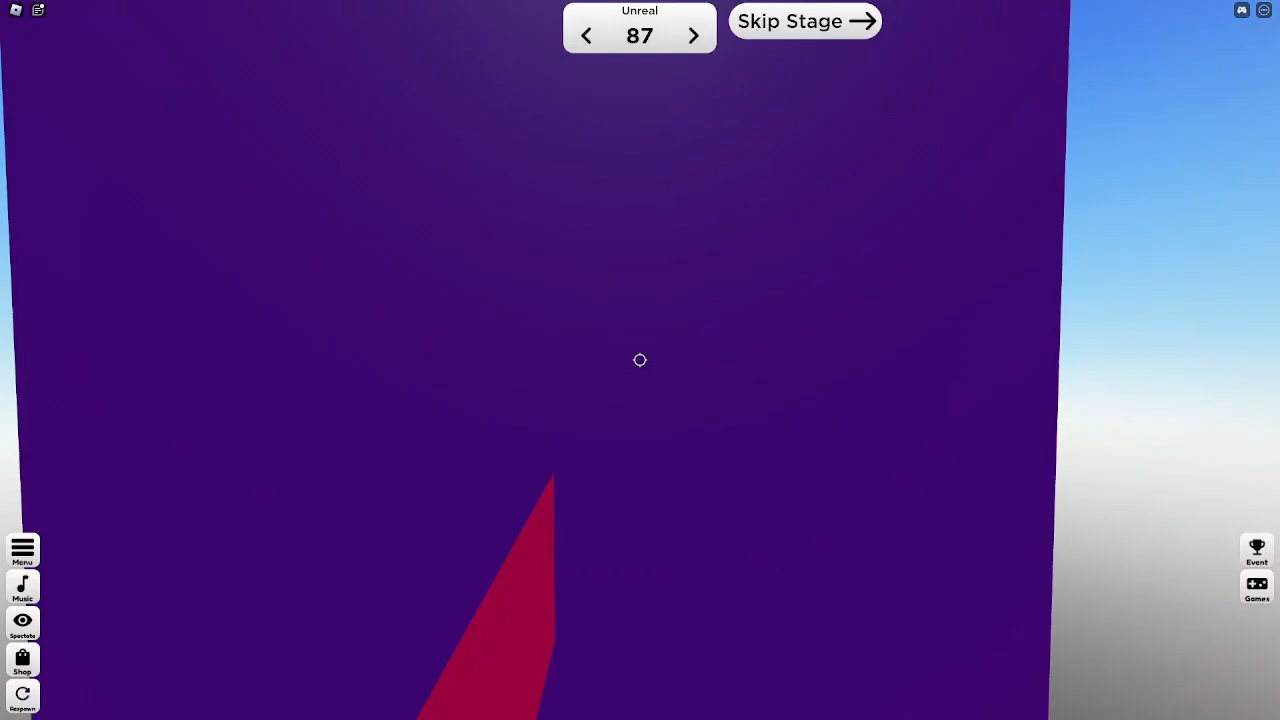 Unreal
87
Skip Stage
Menu
Music
Spectate
Shop
Respawn
Event
Games